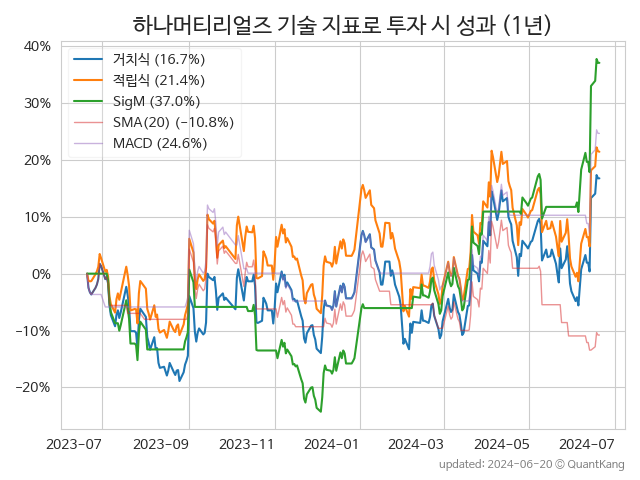 하나머티리얼즈 기술 지표로 투자 시 성과 (1년)
40%
30%
20%
10%
0%
−10%
−20%
거치식 (16.7%)
적립식 (21.4%)
SigM (37.0%)
SMA(20) (−10.8%)
MACD (24.6%)
2023-07 2023-09 2023-11 2024-01 2024-03 2024-05 2024-07
updated: 2024-06-20 © QuantKang